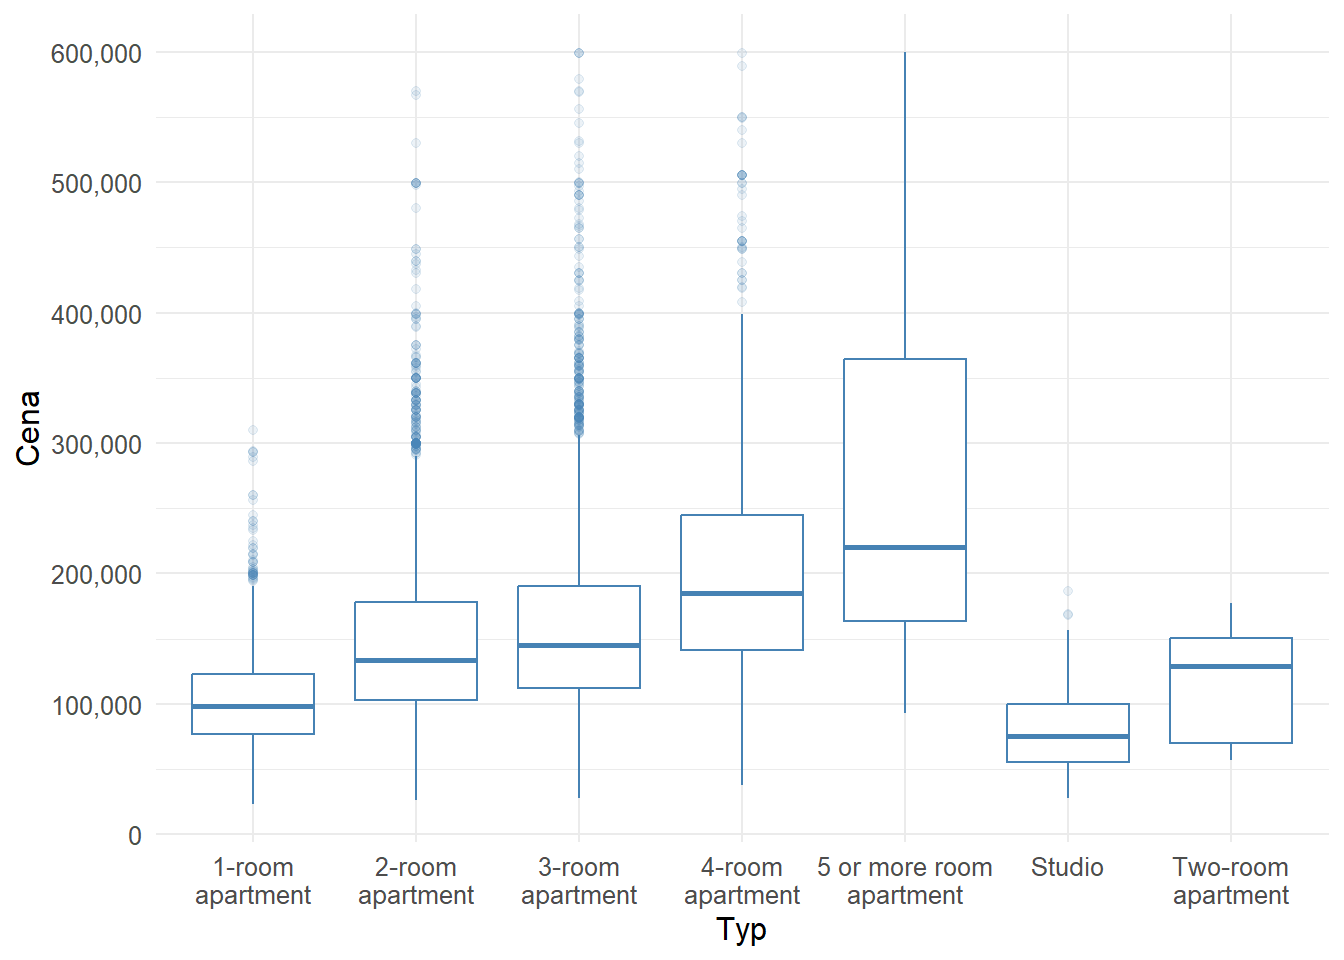 600,000
500,000
400,000
300,000
200,000
100,000
0
Cena
1-room
apartment
2-room
apartment
3-room
apartment
4-room
apartment
5 or more room
apartment
Studio
Two-room
apartment
Typ